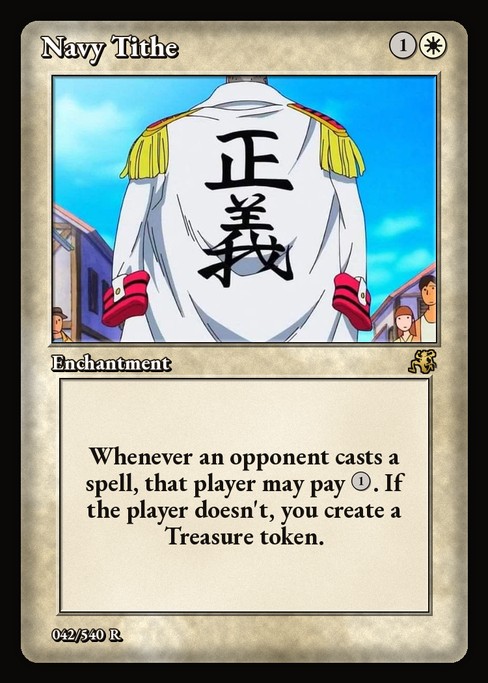 Navy Tithe
1
正
義
Enchantment
Whenever an opponent casts a
spell, that player may pay 1. If
the player doesn't, you create a
Treasure token.
042/540 R